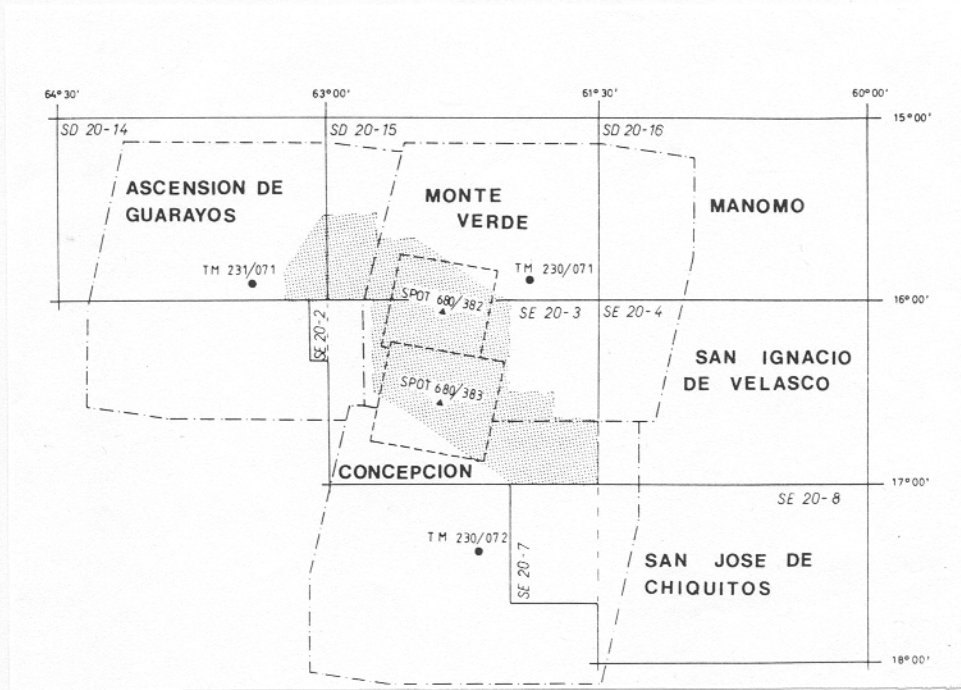 64° 30'
63° 00'
61° 30'
60° 00'
SD 20-14
SD 20-15
SD 20-16
15° 00'
ASCENSION DE
GUARAYOS
MONTE
VERDE
MANOMO
TM 231/071
TM 230/071
SPOT 680/382
SE 20-3
SE 20-4
16° 00'
SE 20-2
SAN IGNACIO
DE VELASCO
SPOT 680/383
CONCEPCION
17° 00'
SE 20-8
TM 230/072
SE 20-7
SAN JOSE DE
CHIQUITOS
18° 00'